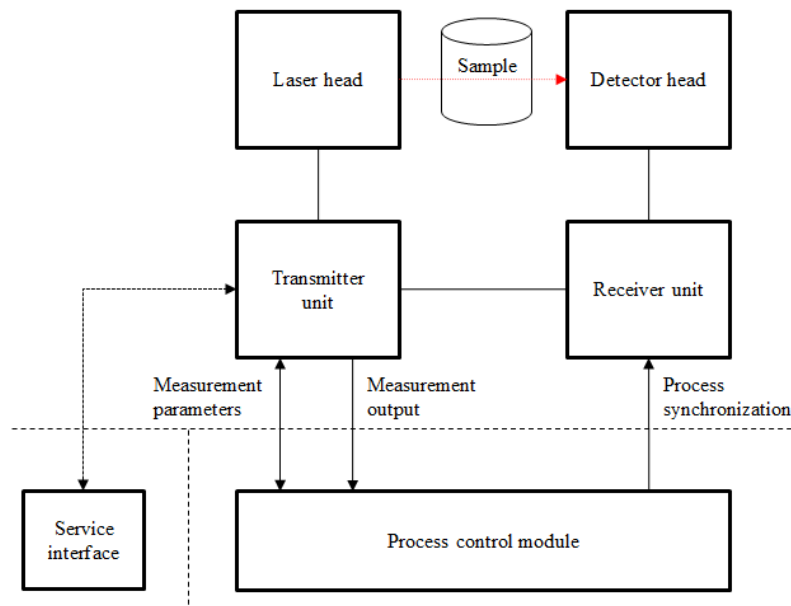 Laser head
Sample
Detector head
Transmitter
unit
Receiver unit
Measurement
parameters
Measurement
output
Process
synchronization
Service
interface
Process control module